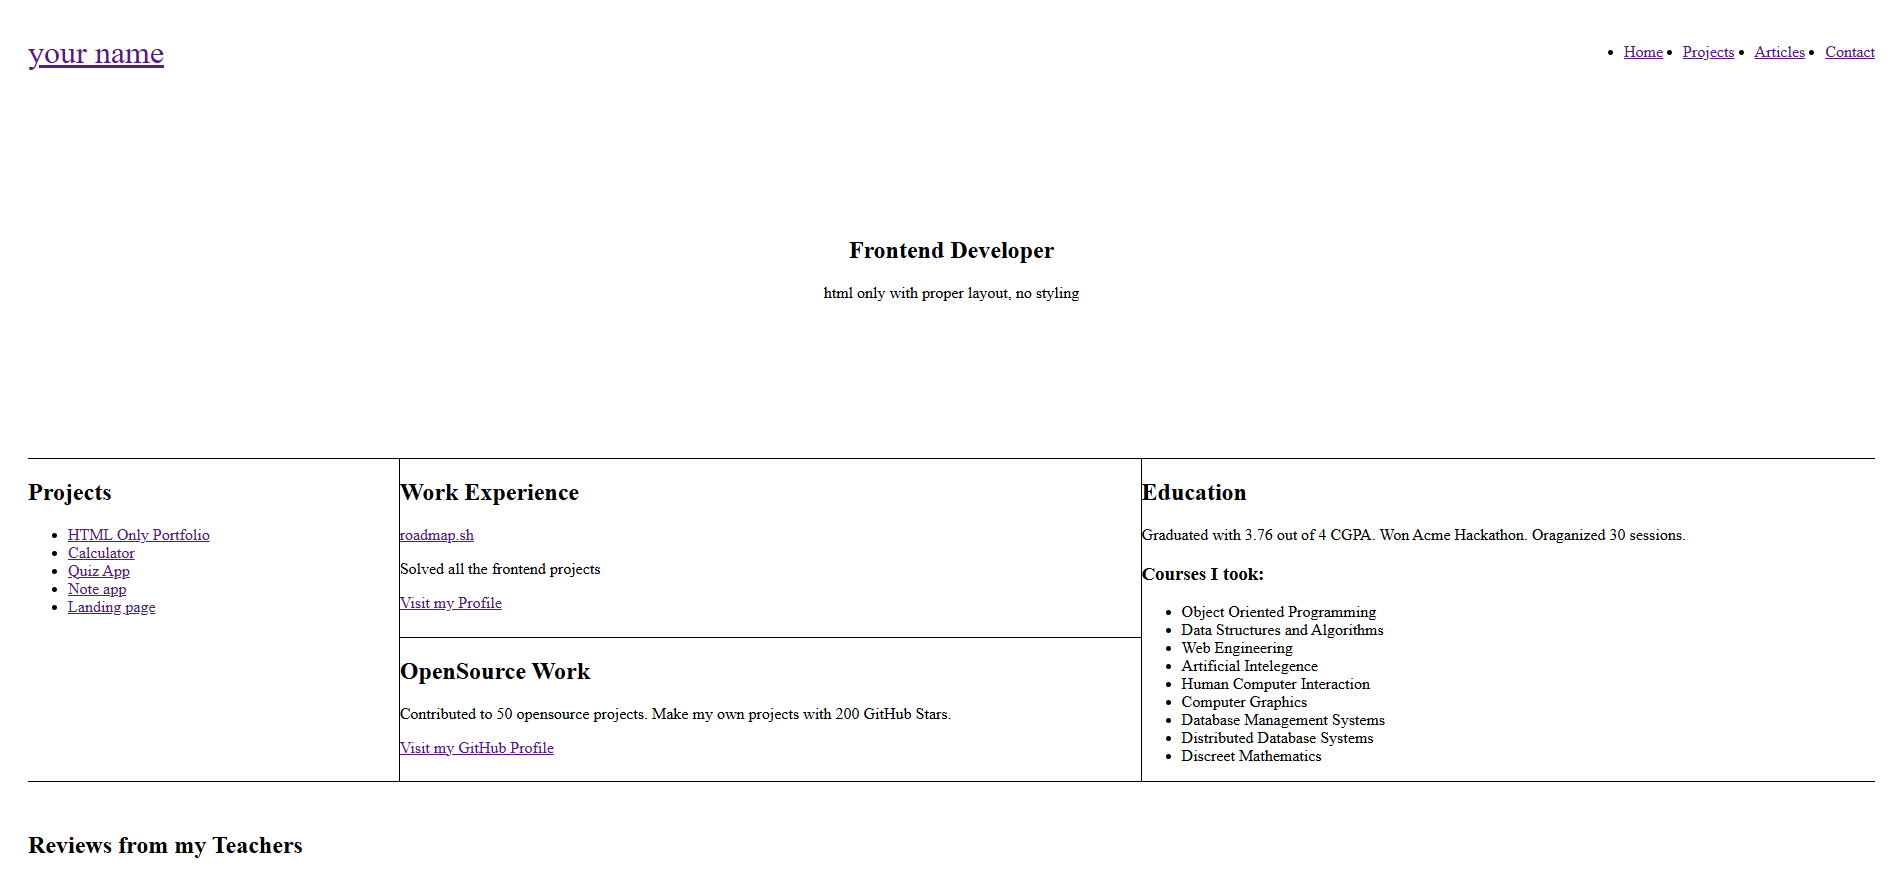 your name
Home
Projects
Articles
Contact
Frontend Developer
html only with proper layout, no styling
Projects
HTML Only Portfolio
Calculator
Quiz App
Note app
Landing page
Work Experience
roadmap.sh
Solved all the frontend projects
Visit my Profile
OpenSource Work
Contributed to 50 opensource projects. Make my own projects with 200 GitHub Stars.
Visit my GitHub Profile
Education
Graduated with 3.76 out of 4 CGPA. Won Acme Hackathon. Oraganized 30 sessions.
Courses I took:
Object Oriented Programming
Data Structures and Algorithms
Web Engineering
Artificial Intelegence
Human Computer Interaction
Computer Graphics
Database Management Systems
Distributed Database Systems
Discreet Mathematics
Reviews from my Teachers